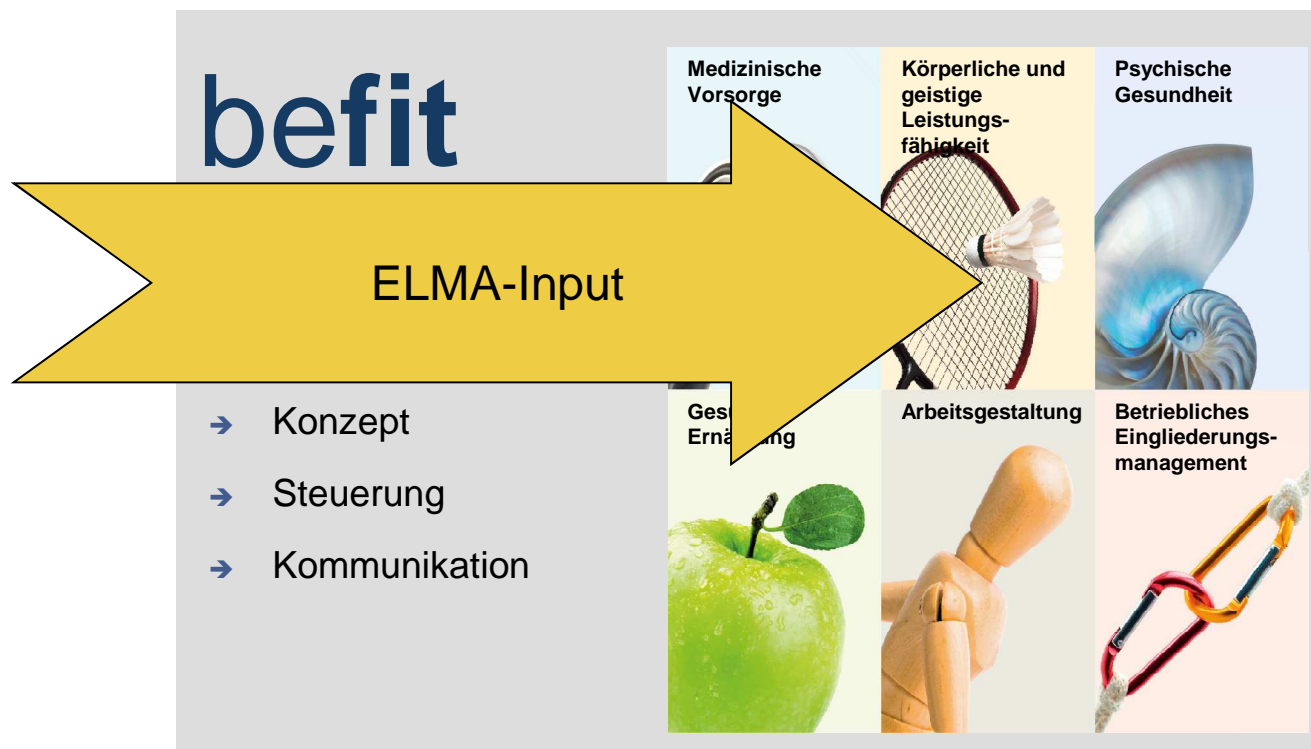 befit
ELMA-Input
Konzept
Steuerung
Kommunikation
Medizinische
Vorsorge
Körperliche und
geistige
Leistungs-
fähigkeit
Psychische
Gesundheit
Arbeitsgestaltung
Betriebliches
Eingliederungs-
management